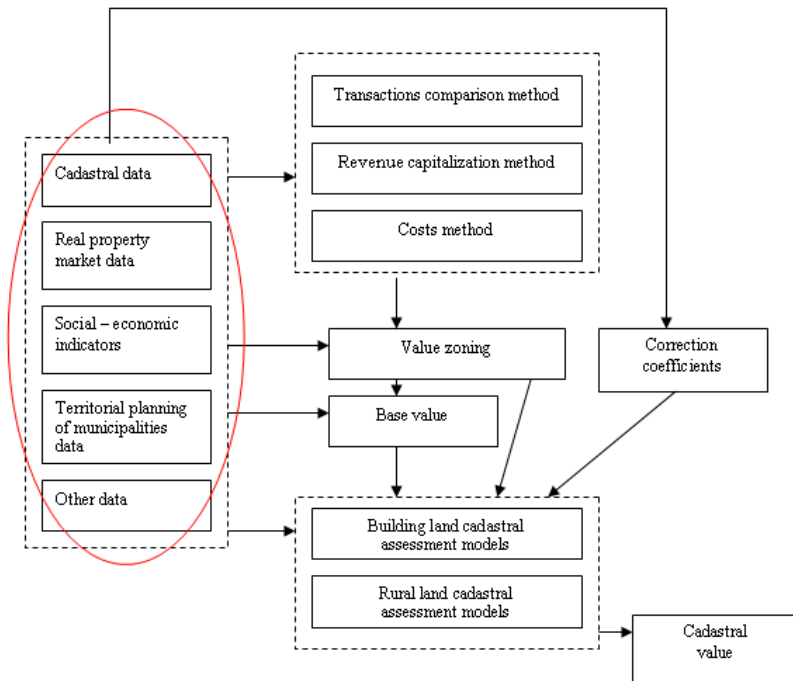 Transactions comparison method
Revenue capitalization method
Costs method
Cadastral data
Real property
market data
Social – economic
indicators
Territorial planning
of municipalities
data
Other data
Value zoning
Base value
Correction
coefficients
Building land cadastral
assessment models
Rural land cadastral
assessment models
Cadastral
value